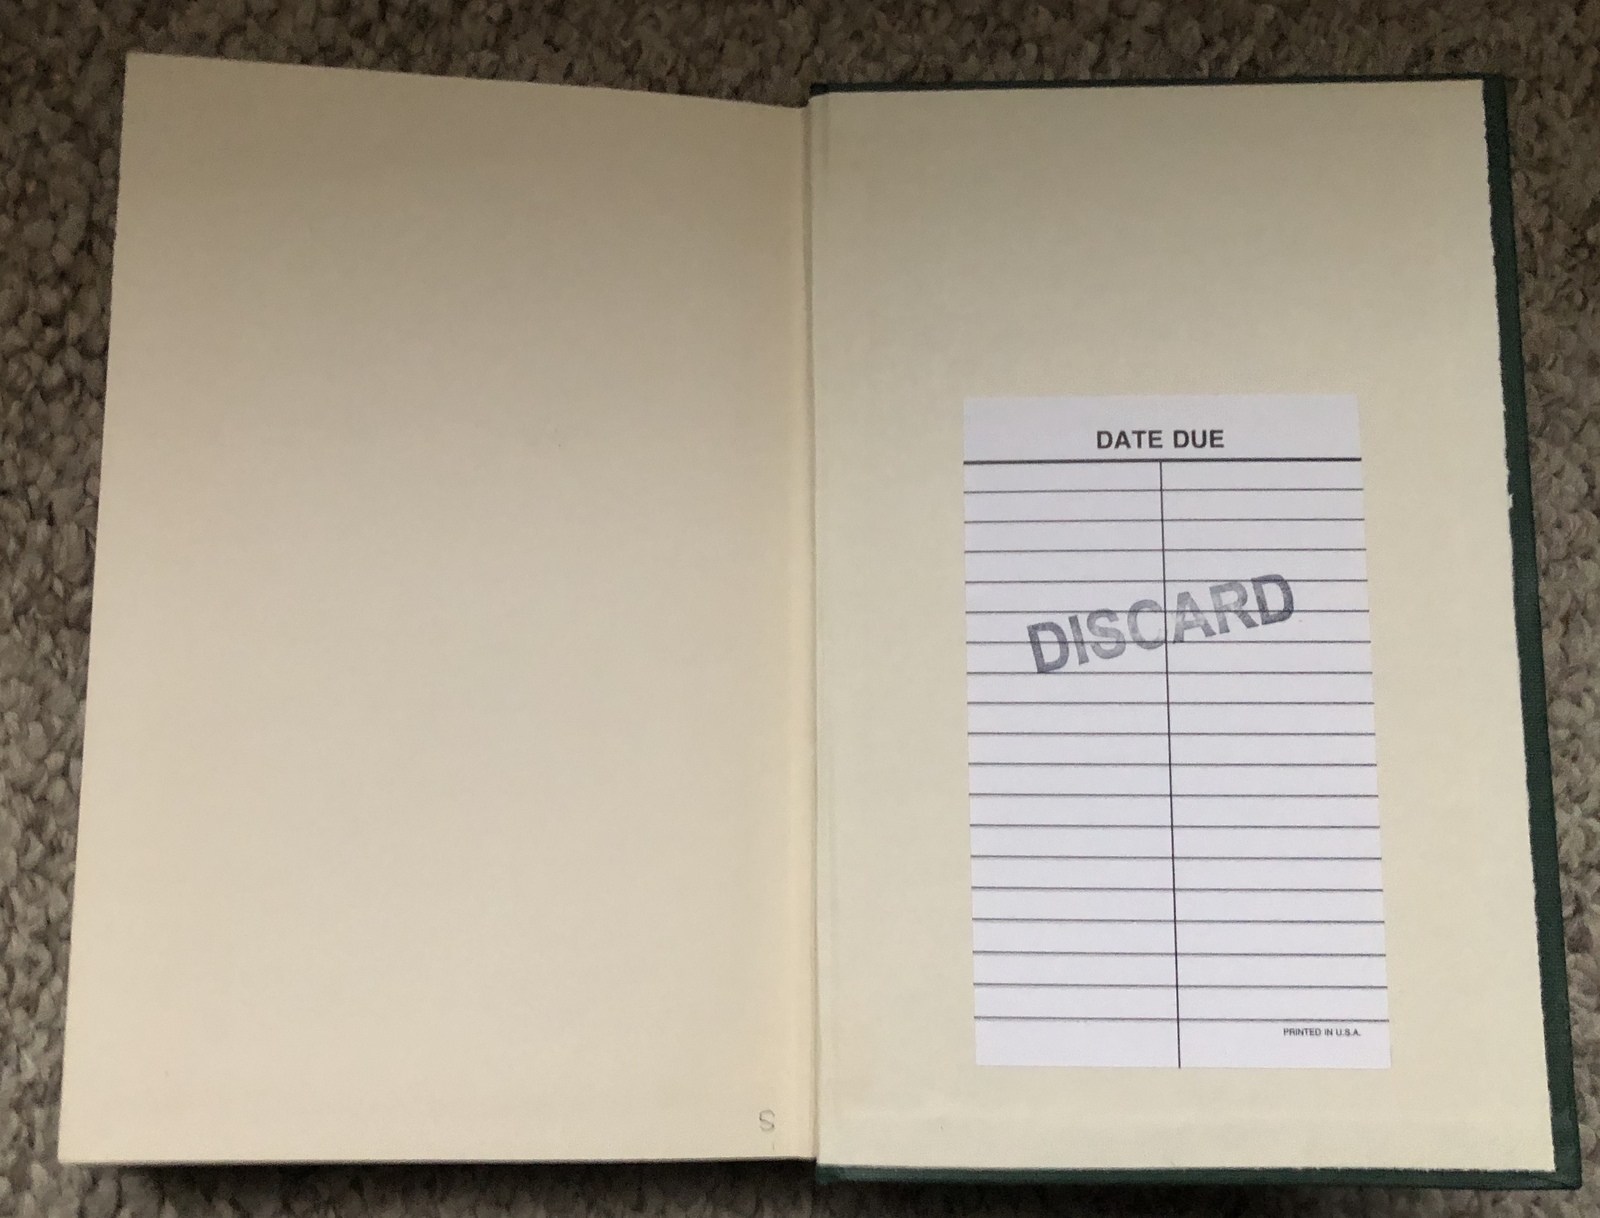 DATE DUE
DISCARD
PRINTED IN U.S.A.
S